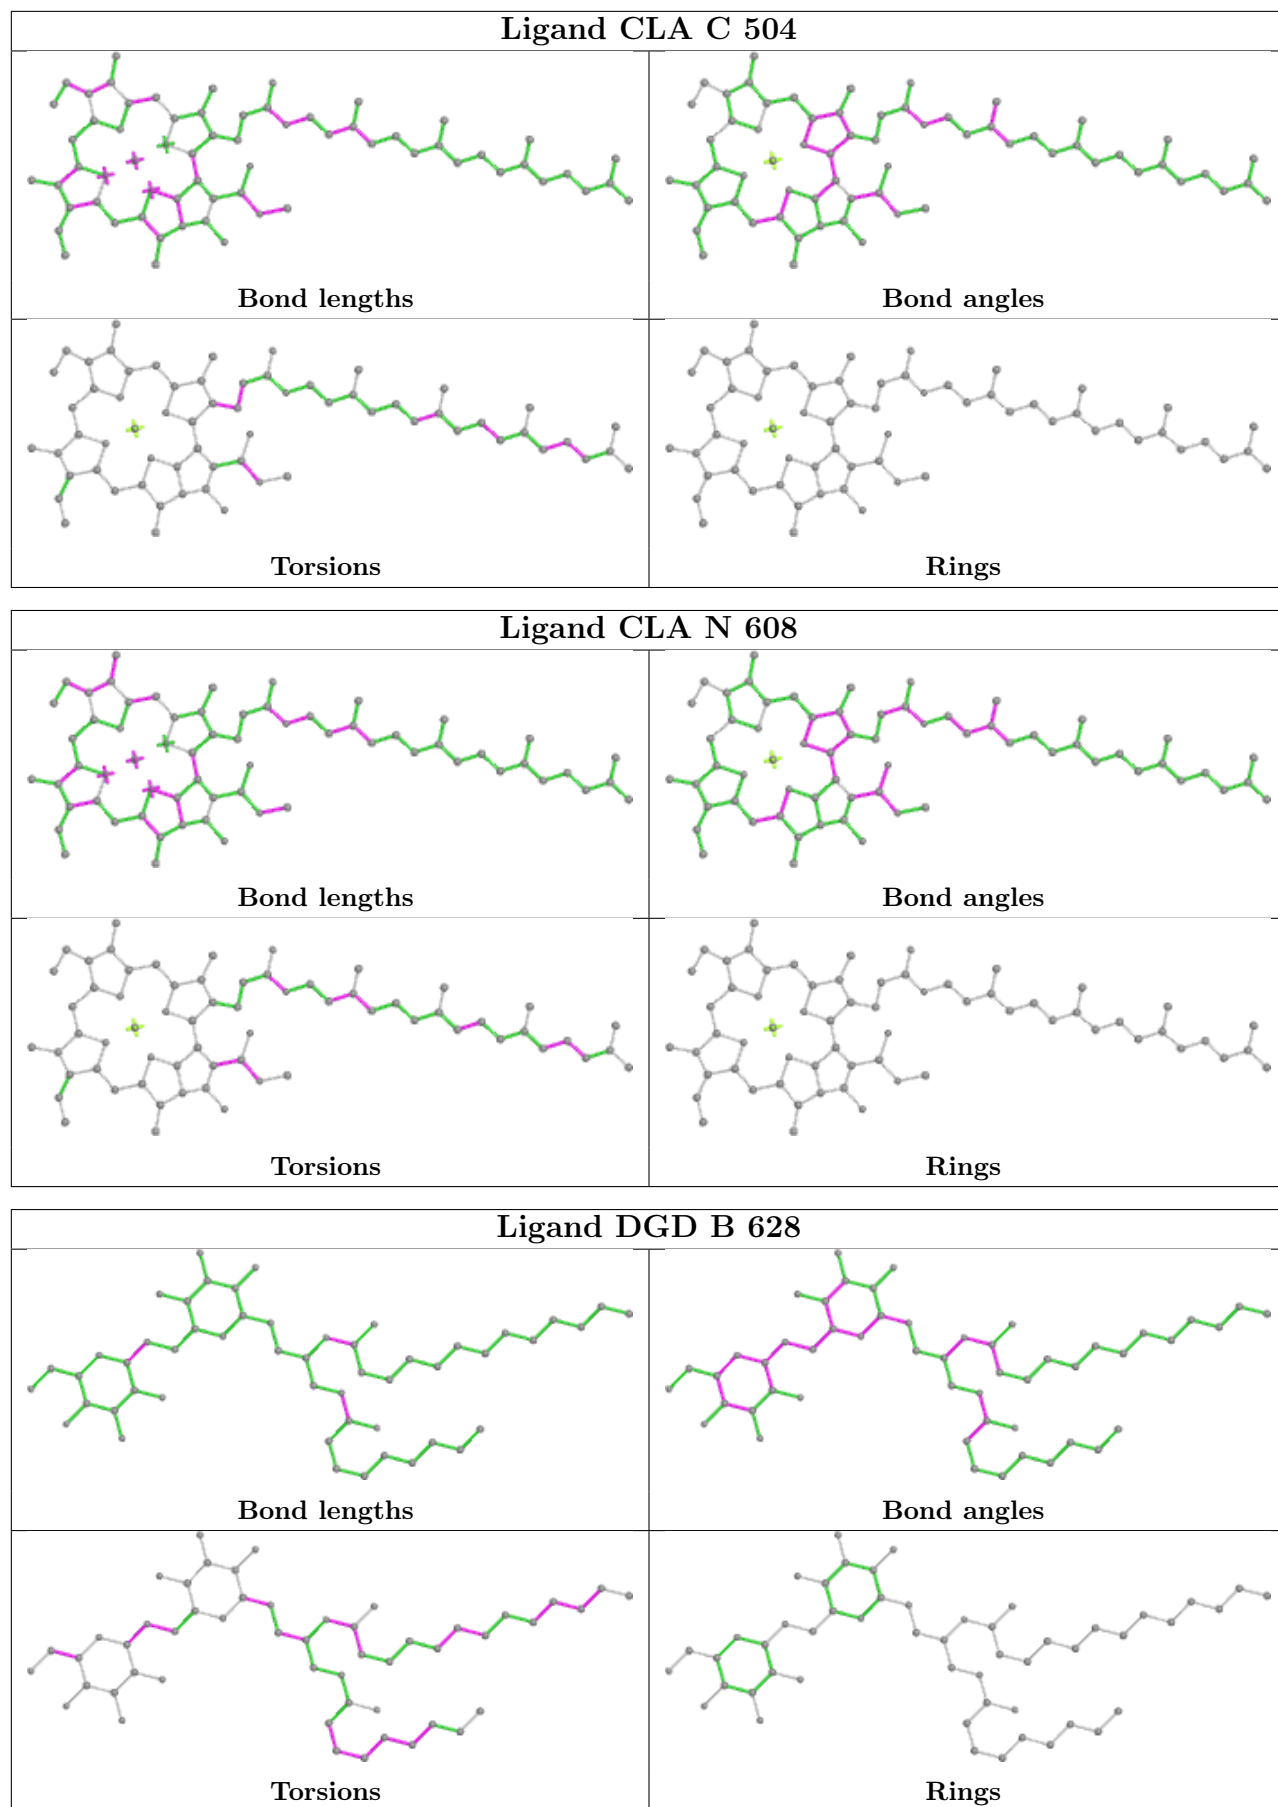 Ligand CLA C 504
Bond lengths
Bond angles
Torsions
Rings
Ligand CLA N 608
Bond lengths
Bond angles
Torsions
Rings
Ligand DGD B 628
Bond lengths
Bond angles
Torsions
Rings